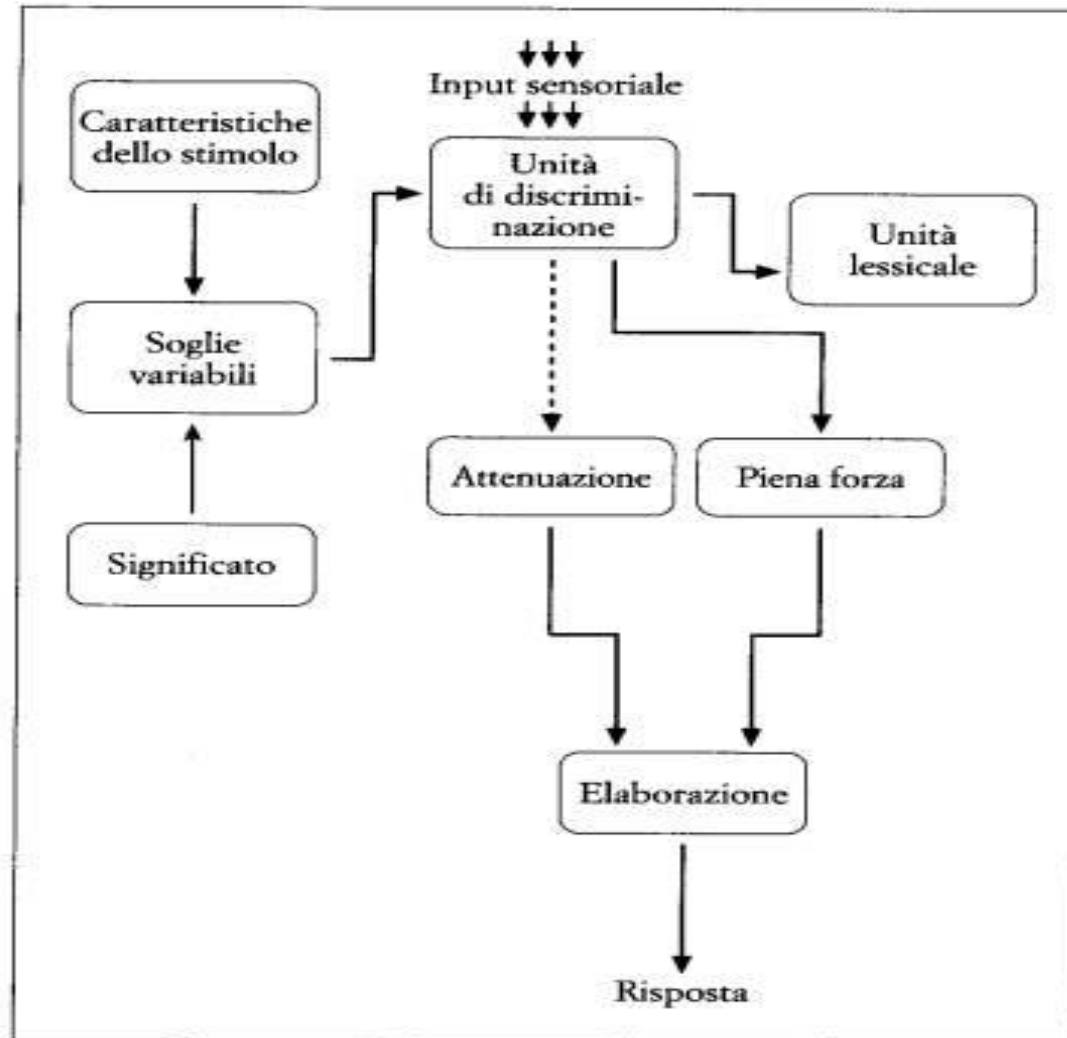 Input sensoriale
Caratteristiche
dello stimolo
Unità
di discrimi-
nazione
Unità
lessicale
Soglie
variabili
Attenuazione
Piena forza
Significato
Elaborazione
Risposta